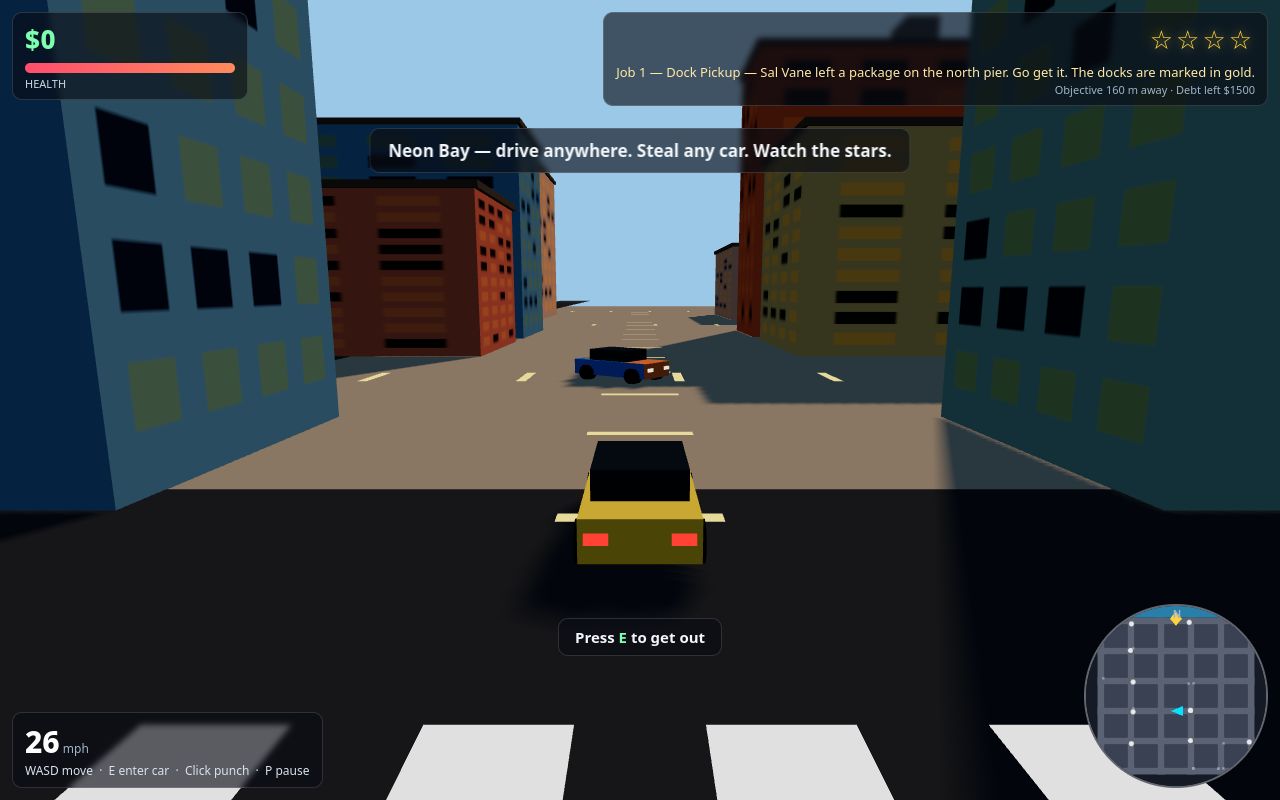 $0
HEALTH
☆☆☆☆
Job 1 — Dock Pickup — Sal Vane left a package on the north pier. Go get it. The docks are marked in gold.
Objective 160 m away · Debt left $1500
Neon Bay — drive anywhere. Steal any car. Watch the stars.
Press E to get out
N
26 mph
WASD move · E enter car · Click punch · P pause